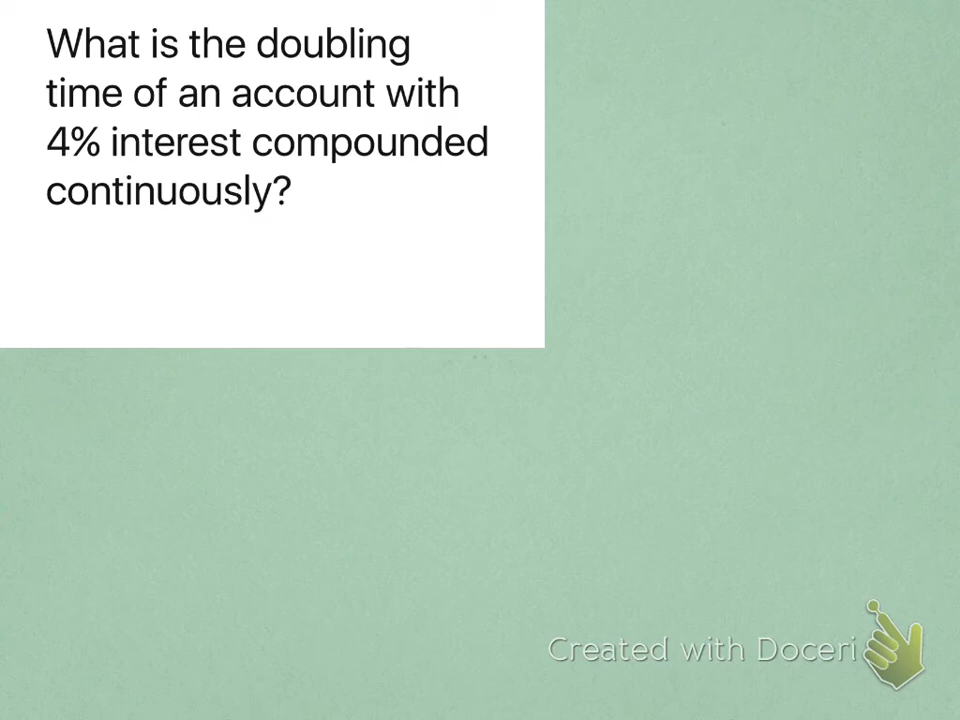 What is the doubling
time of an account with
4% interest compounded
continuously?
Created with Doceri